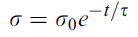 σ = σ₀e^{−t/τ}